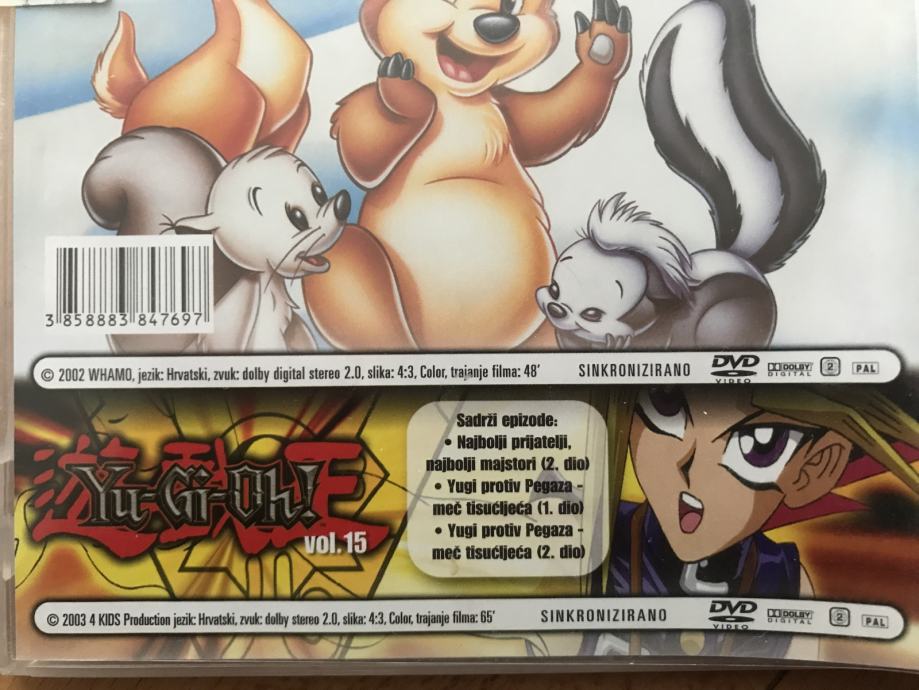 3 858883 847697
© 2002 WHAMO, jezik: Hrvatski, zvuk: dolby digital stereo 2.0, slika: 4:3, Color, trajanje filma: 48' SINKRONIZIRANO DVD VIDEO DOLBY DIGITAL 2 PAL
遊戯王
Yu-Gi-Oh!
vol. 15
Sadrži epizode:
• Najbolji prijatelji,
najbolji majstori (2. dio)
• Yugi protiv Pegaza -
meč tisućljeća (1. dio)
• Yugi protiv Pegaza -
meč tisućljeća (2. dio)
© 2003 4 KIDS Production jezik: Hrvatski, zvuk: dolby stereo 2.0, slika: 4:3, Color, trajanje filma: 65' SINKRONIZIRANO DVD VIDEO DOLBY DIGITAL 2 PAL